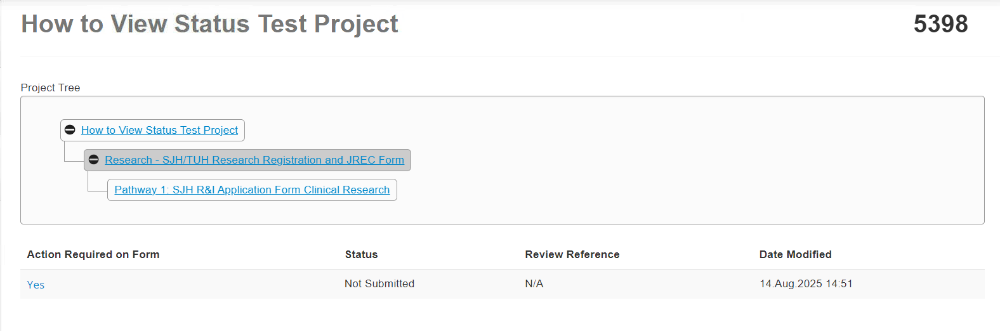 How to View Status Test Project 5398
Project Tree
How to View Status Test Project
Research - SJH/TUH Research Registration and JREC Form
Pathway 1: SJH R&I Application Form Clinical Research
Action Required on Form Status Review Reference Date Modified
Yes Not Submitted N/A 14.Aug.2025 14:51